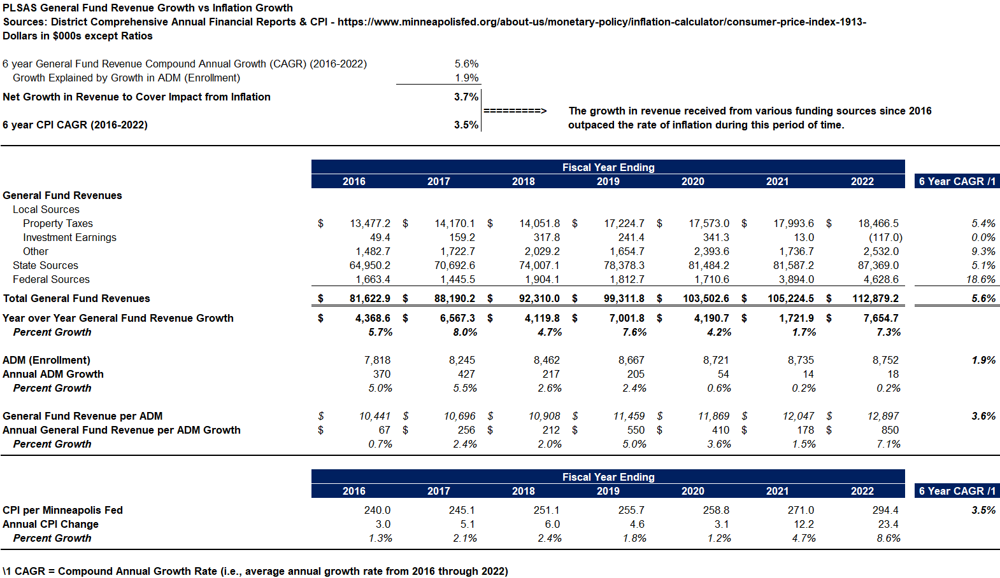 PLSAS General Fund Revenue Growth vs Inflation Growth
Sources: District Comprehensive Annual Financial Reports & CPI - https://www.minneapolisfed.org/about-us/monetary-policy/inflation-calculator/consumer-price-index-1913-
Dollars in $000s except Ratios
6 year General Fund Revenue Compound Annual Growth (CAGR) (2016-2022) 5.6%
Growth Explained by Growth in ADM (Enrollment) 1.9%
Net Growth in Revenue to Cover Impact from Inflation 3.7%
=========> The growth in revenue received from various funding sources since 2016
6 year CPI CAGR (2016-2022) 3.5% outpaced the rate of inflation during this period of time.
Fiscal Year Ending
2016 2017 2018 2019 2020 2021 2022 6 Year CAGR /1
General Fund Revenues
Local Sources
Property Taxes $ 13,477.2 $ 14,170.1 $ 14,051.8 $ 17,224.7 $ 17,573.0 $ 17,993.6 $ 18,466.5 5.4%
Investment Earnings 49.4 159.2 317.8 241.4 341.3 13.0 (117.0) 0.0%
Other 1,482.7 1,722.7 2,029.2 1,654.7 2,393.6 1,736.7 2,532.0 9.3%
State Sources 64,950.2 70,692.6 74,007.1 78,378.3 81,484.2 81,587.2 87,369.0 5.1%
Federal Sources 1,663.4 1,445.5 1,904.1 1,812.7 1,710.6 3,894.0 4,628.6 18.6%
Total General Fund Revenues $ 81,622.9 $ 88,190.2 $ 92,310.0 $ 99,311.8 $ 103,502.6 $ 105,224.5 $ 112,879.2 5.6%
Year over Year General Fund Revenue Growth $ 4,368.6 $ 6,567.3 $ 4,119.8 $ 7,001.8 $ 4,190.7 $ 1,721.9 $ 7,654.7
Percent Growth 5.7% 8.0% 4.7% 7.6% 4.2% 1.7% 7.3%
ADM (Enrollment) 7,818 8,245 8,462 8,667 8,721 8,735 8,752 1.9%
Annual ADM Growth 370 427 217 205 54 14 18
Percent Growth 5.0% 5.5% 2.6% 2.4% 0.6% 0.2% 0.2%
General Fund Revenue per ADM $ 10,441 $ 10,696 $ 10,908 $ 11,459 $ 11,869 $ 12,047 $ 12,897 3.6%
Annual General Fund Revenue per ADM Growth $ 67 $ 256 $ 212 $ 550 $ 410 $ 178 $ 850
Percent Growth 0.7% 2.4% 2.0% 5.0% 3.6% 1.5% 7.1%
Fiscal Year Ending
2016 2017 2018 2019 2020 2021 2022 6 Year CAGR /1
CPI per Minneapolis Fed 240.0 245.1 251.1 255.7 258.8 271.0 294.4 3.5%
Annual CPI Change 3.0 5.1 6.0 4.6 3.1 12.2 23.4
Percent Growth 1.3% 2.1% 2.4% 1.8% 1.2% 4.7% 8.6%
\1 CAGR = Compound Annual Growth Rate (i.e., average annual growth rate from 2016 through 2022)